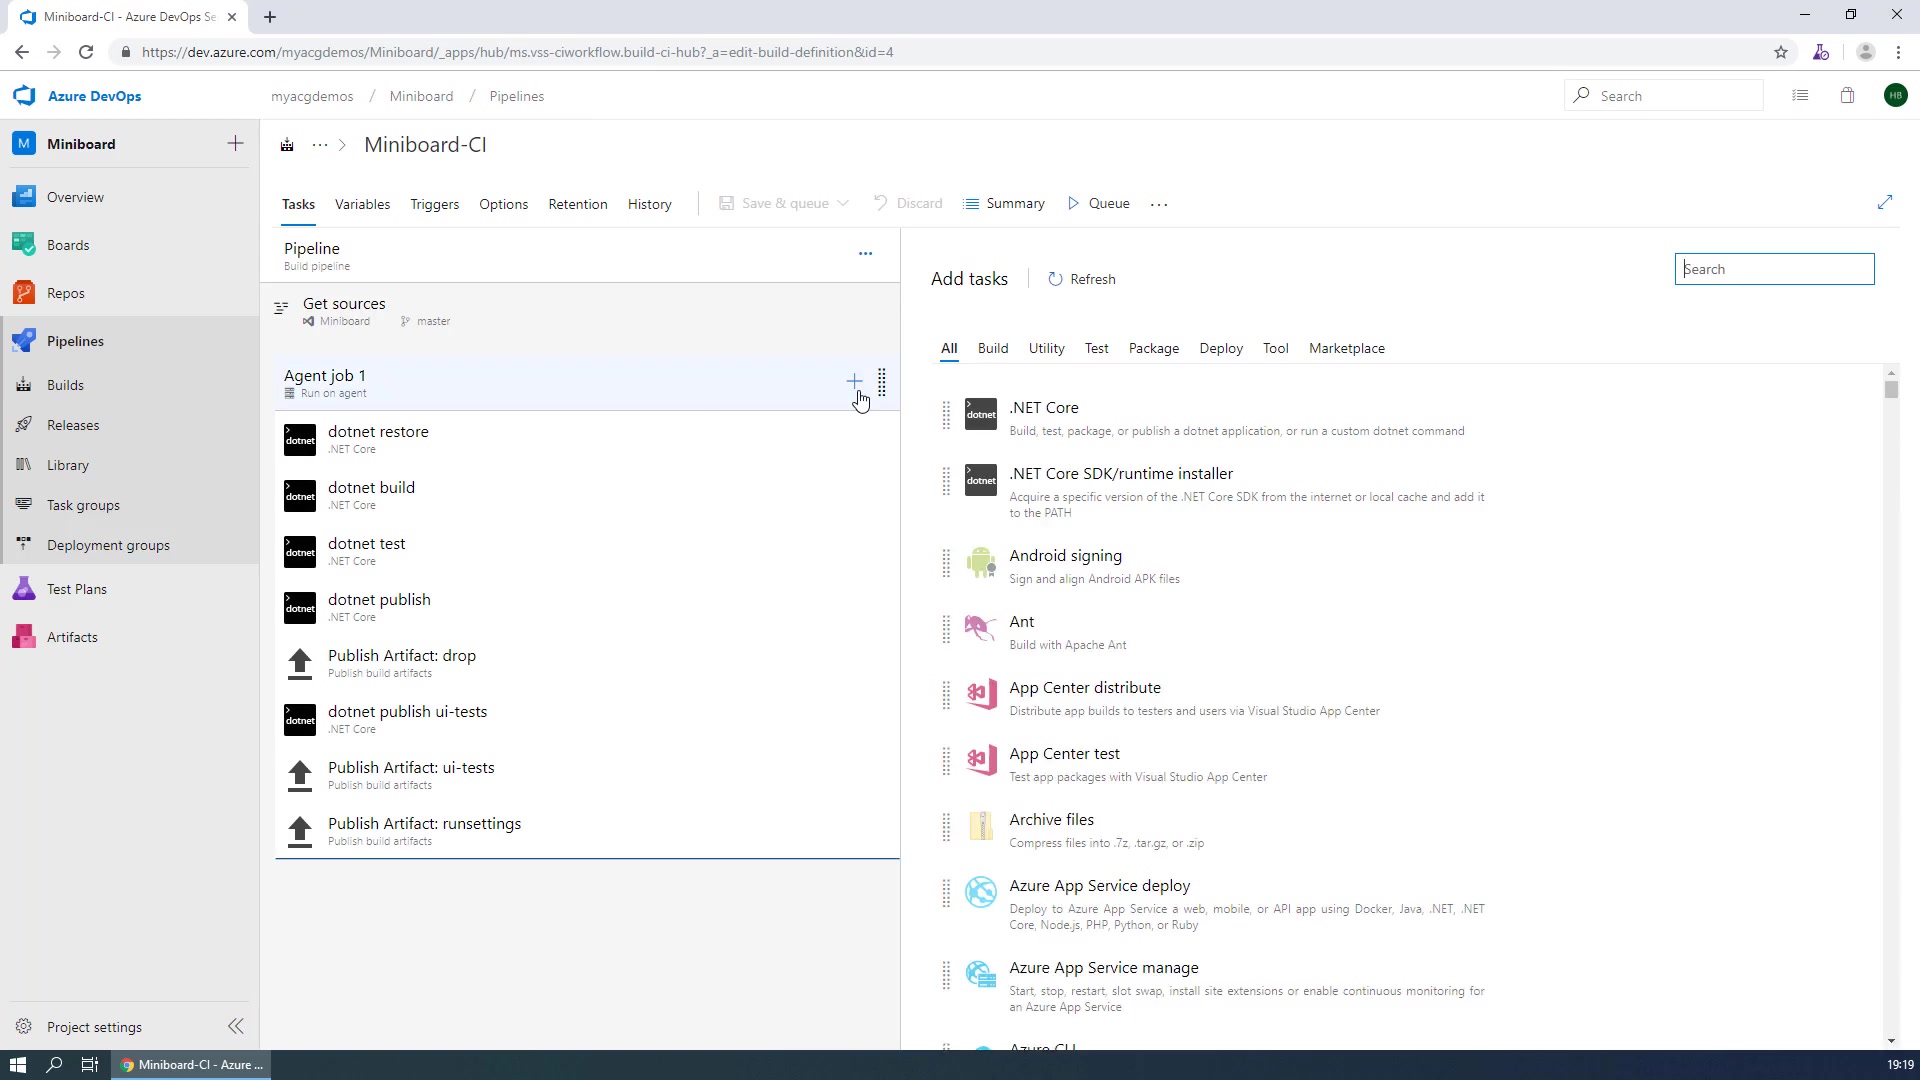 Miniboard-CI - Azure DevOps Se
https://dev.azure.com/myacgdemos/Miniboard/_apps/hub/ms.vss-ciworkflow.build-ci-hub?_a=edit-build-definition&id=4
Azure DevOps
myacgdemos / Miniboard / Pipelines
Search
HB
M
Miniboard
Miniboard-CI
Overview
Boards
Repos
Pipelines
Builds
Releases
Library
Task groups
Deployment groups
Test Plans
Artifacts
Project settings
Tasks Variables Triggers Options Retention History Save & queue Discard Summary Queue
Pipeline
Build pipeline
Get sources
Miniboard master
Agent job 1
Run on agent
dotnet
dotnet restore
.NET Core
dotnet
dotnet build
.NET Core
dotnet
dotnet test
.NET Core
dotnet
dotnet publish
.NET Core
Publish Artifact: drop
Publish build artifacts
dotnet
dotnet publish ui-tests
.NET Core
Publish Artifact: ui-tests
Publish build artifacts
Publish Artifact: runsettings
Publish build artifacts
Add tasks Refresh
Search
All Build Utility Test Package Deploy Tool Marketplace
dotnet
.NET Core
Build, test, package, or publish a dotnet application, or run a custom dotnet command
dotnet
.NET Core SDK/runtime installer
Acquire a specific version of the .NET Core SDK from the internet or local cache and add it
to the PATH
Android signing
Sign and align Android APK files
Ant
Build with Apache Ant
App Center distribute
Distribute app builds to testers and users via Visual Studio App Center
App Center test
Test app packages with Visual Studio App Center
Archive files
Compress files into .7z, .tar.gz, or .zip
Azure App Service deploy
Deploy to Azure App Service a web, mobile, or API app using Docker, Java, .NET, .NET
Core, Node.js, PHP, Python, or Ruby
Azure App Service manage
Start, stop, restart, slot swap, install site extensions or enable continuous monitoring for
an Azure App Service
Azure CLI
Miniboard-CI - Azure ...
19:19